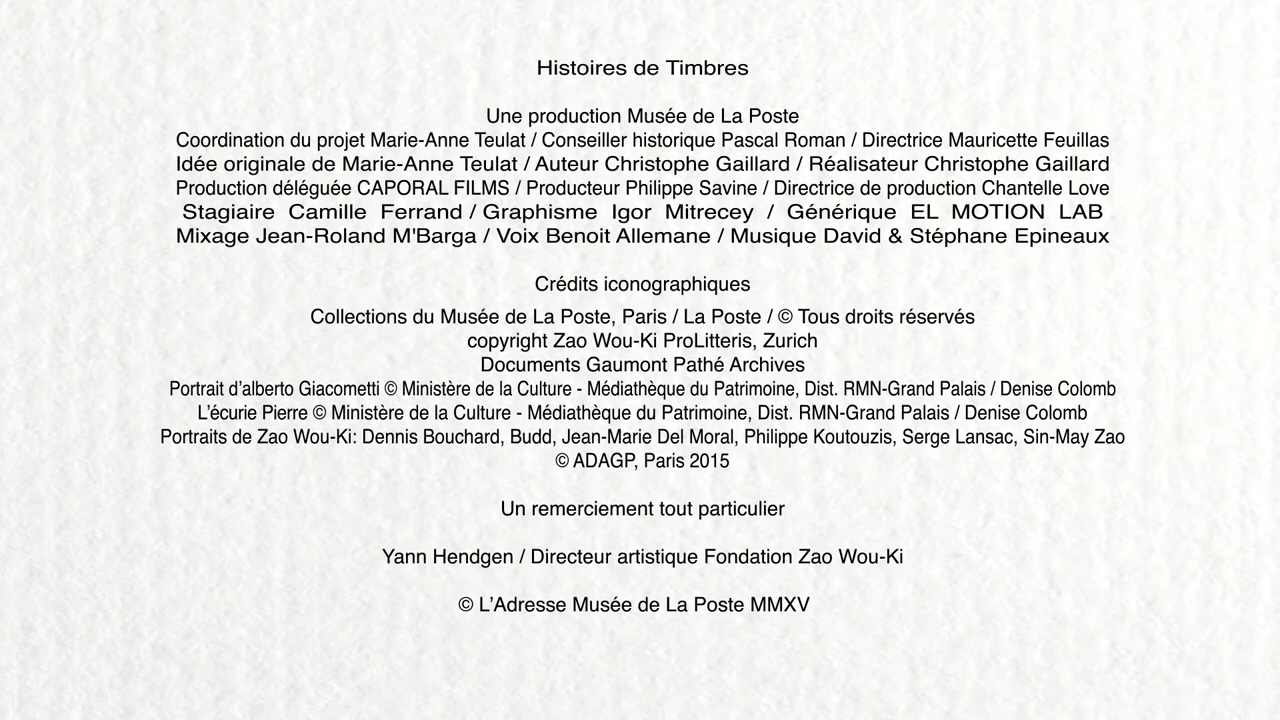 Histoires de Timbres
Une production Musée de La Poste
Coordination du projet Marie-Anne Teulat / Conseiller historique Pascal Roman / Directrice Mauricette Feuillas
Idée originale de Marie-Anne Teulat / Auteur Christophe Gaillard / Réalisateur Christophe Gaillard
Production déléguée CAPORAL FILMS / Producteur Philippe Savine / Directrice de production Chantelle Love
Stagiaire Camille Ferrand / Graphisme Igor Mitrecey / Générique EL MOTION LAB
Mixage Jean-Roland M'Barga / Voix Benoit Allemane / Musique David & Stéphane Epineaux
Crédits iconographiques
Collections du Musée de La Poste, Paris / La Poste / © Tous droits réservés
copyright Zao Wou-Ki ProLitteris, Zurich
Documents Gaumont Pathé Archives
Portrait d’alberto Giacometti © Ministère de la Culture - Médiathèque du Patrimoine, Dist. RMN-Grand Palais / Denise Colomb
L’écurie Pierre © Ministère de la Culture - Médiathèque du Patrimoine, Dist. RMN-Grand Palais / Denise Colomb
Portraits de Zao Wou-Ki: Dennis Bouchard, Budd, Jean-Marie Del Moral, Philippe Koutouzis, Serge Lansac, Sin-May Zao
© ADAGP, Paris 2015
Un remerciement tout particulier
Yann Hendgen / Directeur artistique Fondation Zao Wou-Ki
© L’Adresse Musée de La Poste MMXV